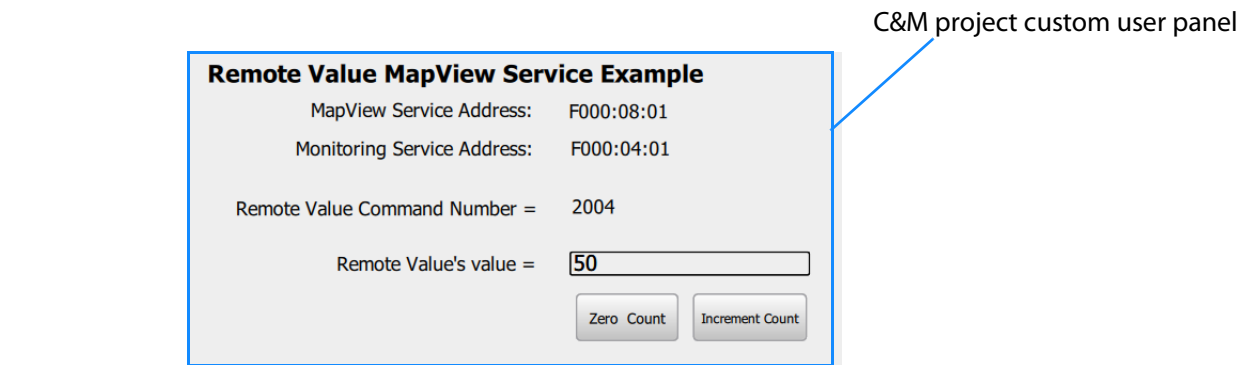 C&M project custom user panel
Remote Value MapView Service Example
MapView Service Address: F000:08:01
Monitoring Service Address: F000:04:01
Remote Value Command Number = 2004
Remote Value's value = 50
Zero Count Increment Count